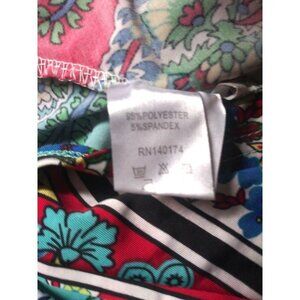 95% POLYESTER
5% SPANDEX
RN140174